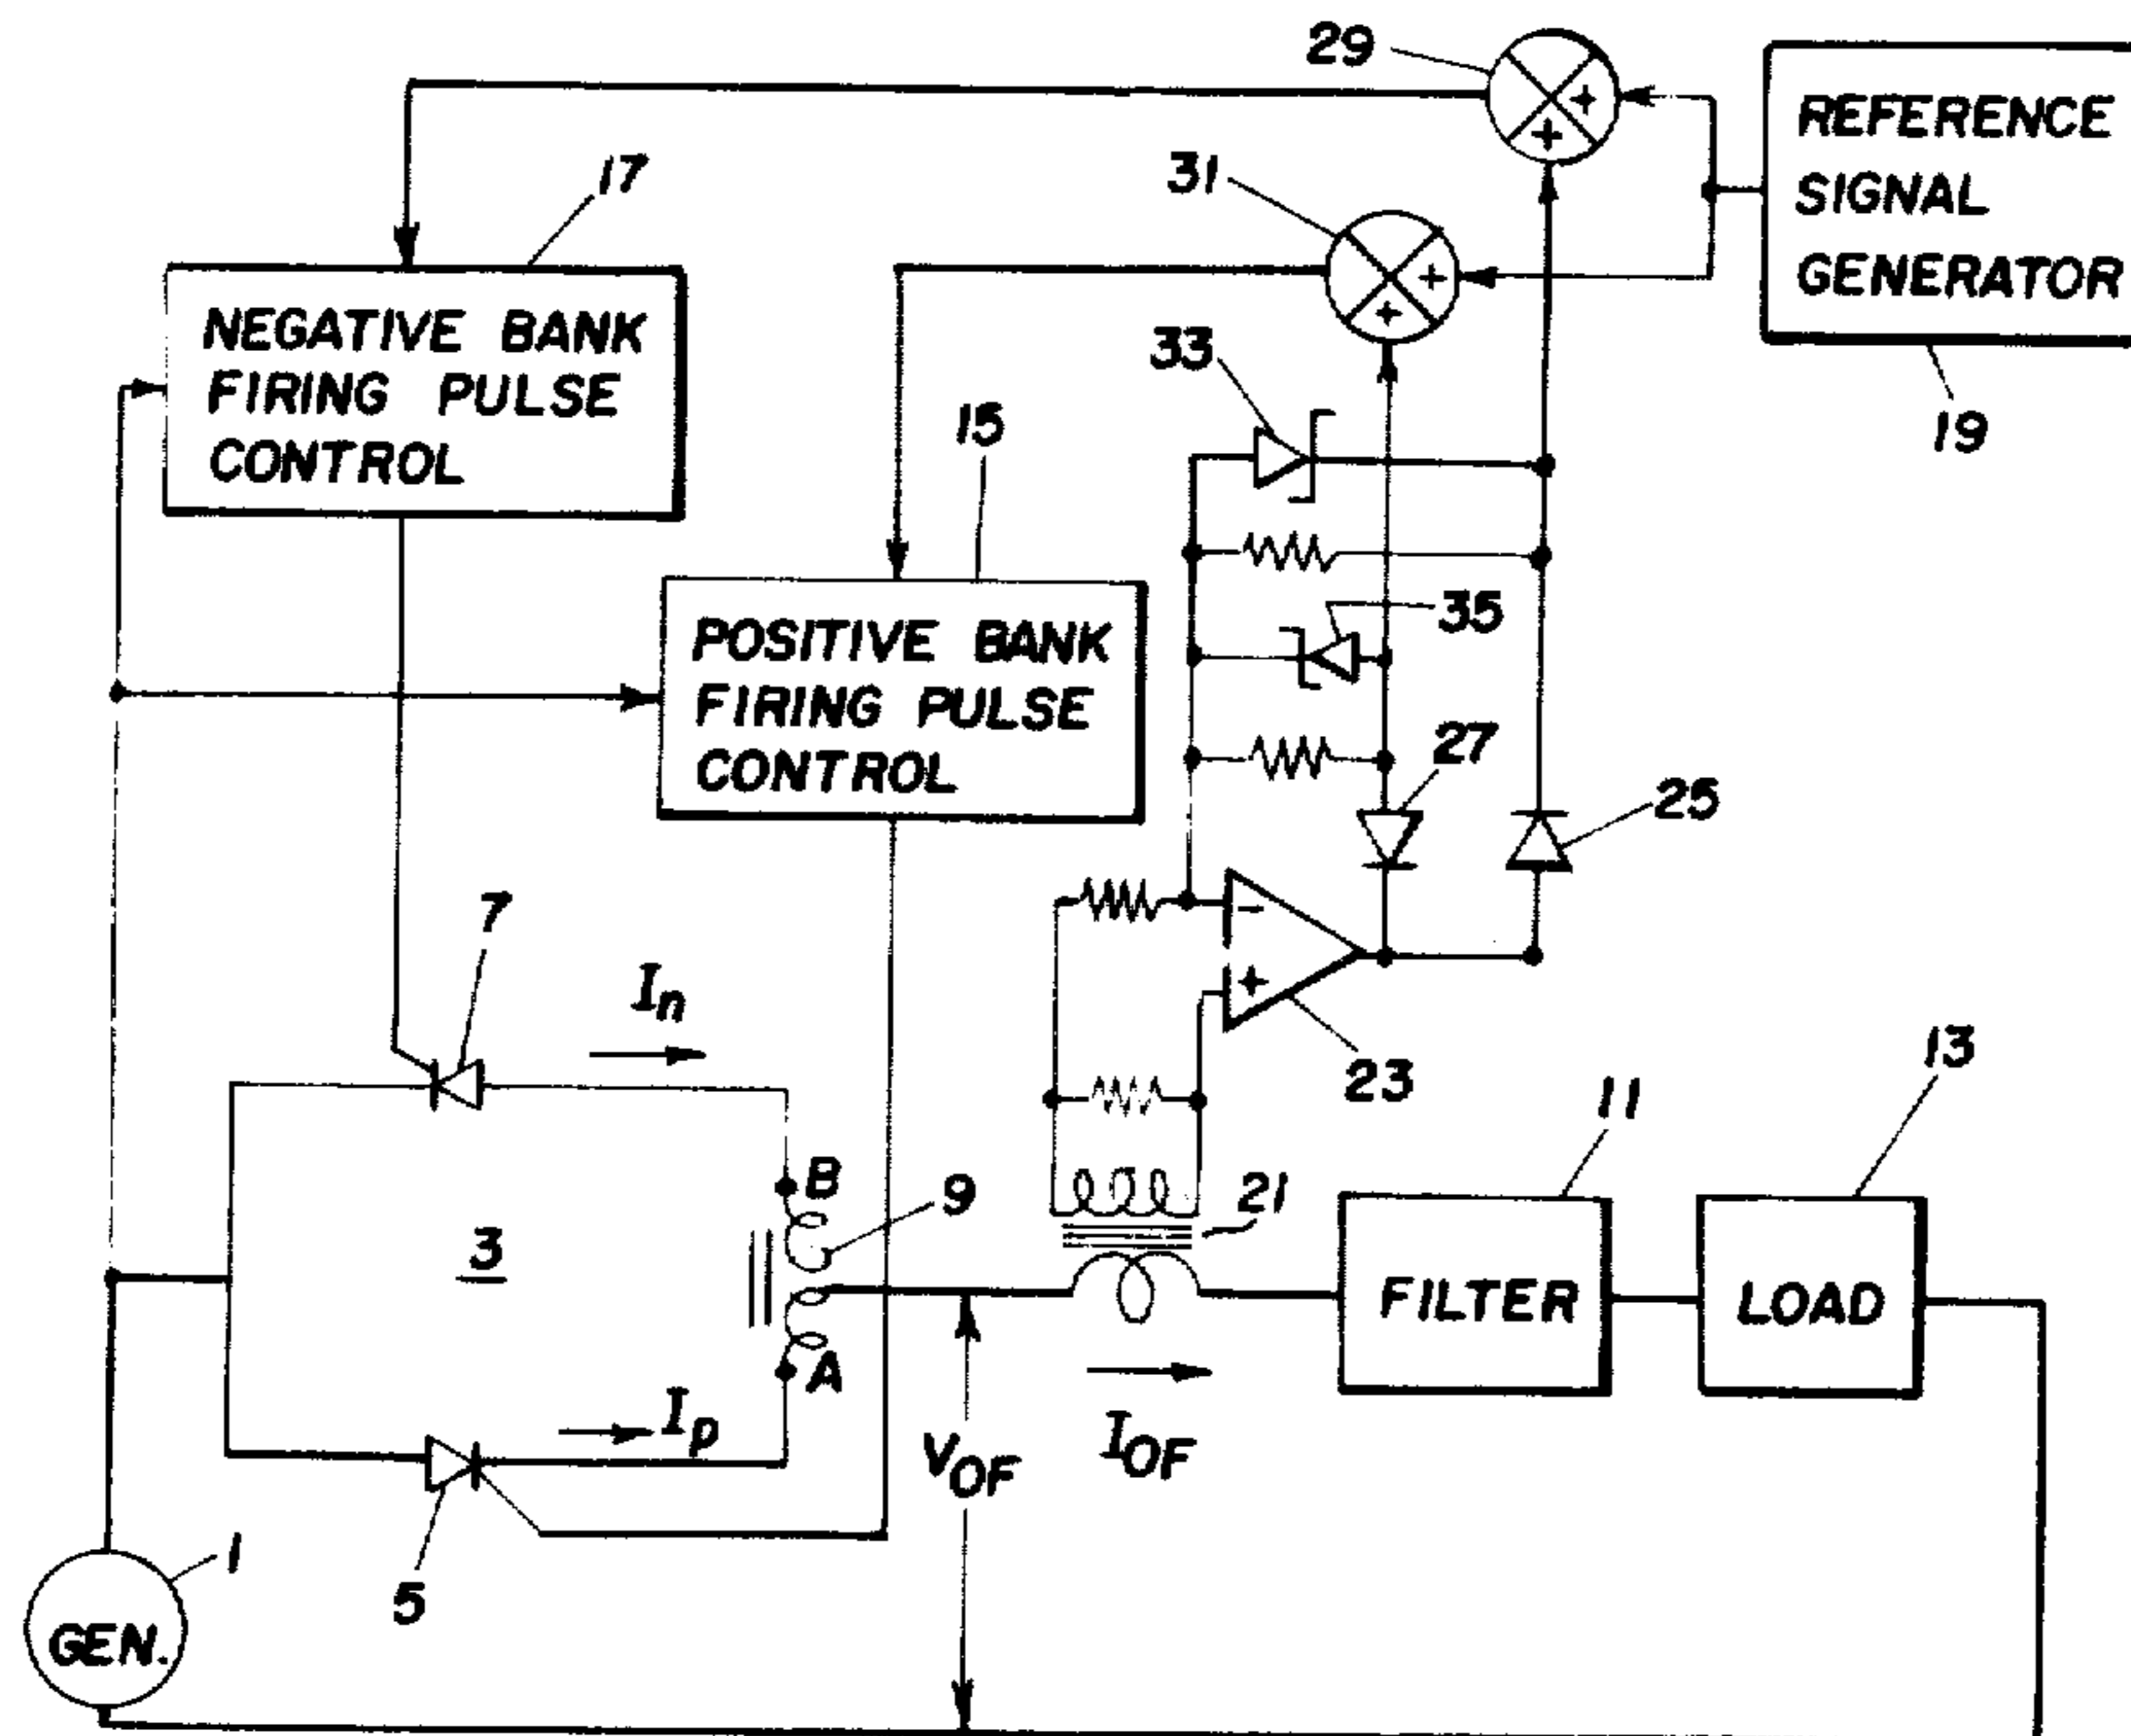 29
REFERENCE
SIGNAL
GENERATOR
19
+
+
31
+
+
17
NEGATIVE BANK
FIRING PULSE
CONTROL
33
15
POSITIVE BANK
FIRING PULSE
CONTROL
35
27
25
7
In
-
+
23
13
11
B
9
21
3
FILTER
LOAD
A
Ip
VOF
IOF
5
1
GEN.